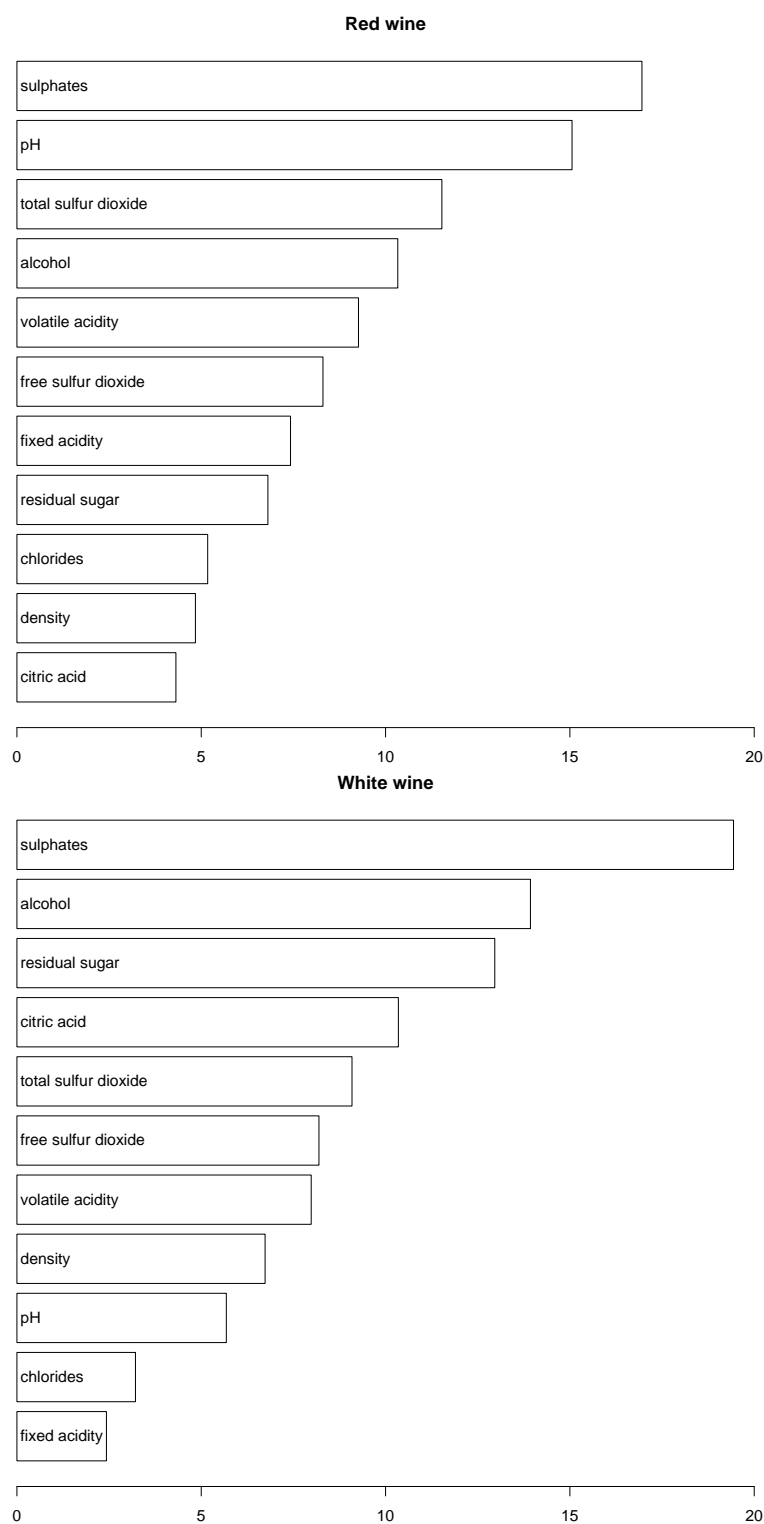 Red wine
sulphates
pH
total sulfur dioxide
alcohol
volatile acidity
free sulfur dioxide
fixed acidity
residual sugar
chlorides
density
citric acid
0 5 10 15 20
White wine
sulphates
alcohol
residual sugar
citric acid
total sulfur dioxide
free sulfur dioxide
volatile acidity
density
pH
chlorides
fixed acidity
0 5 10 15 20